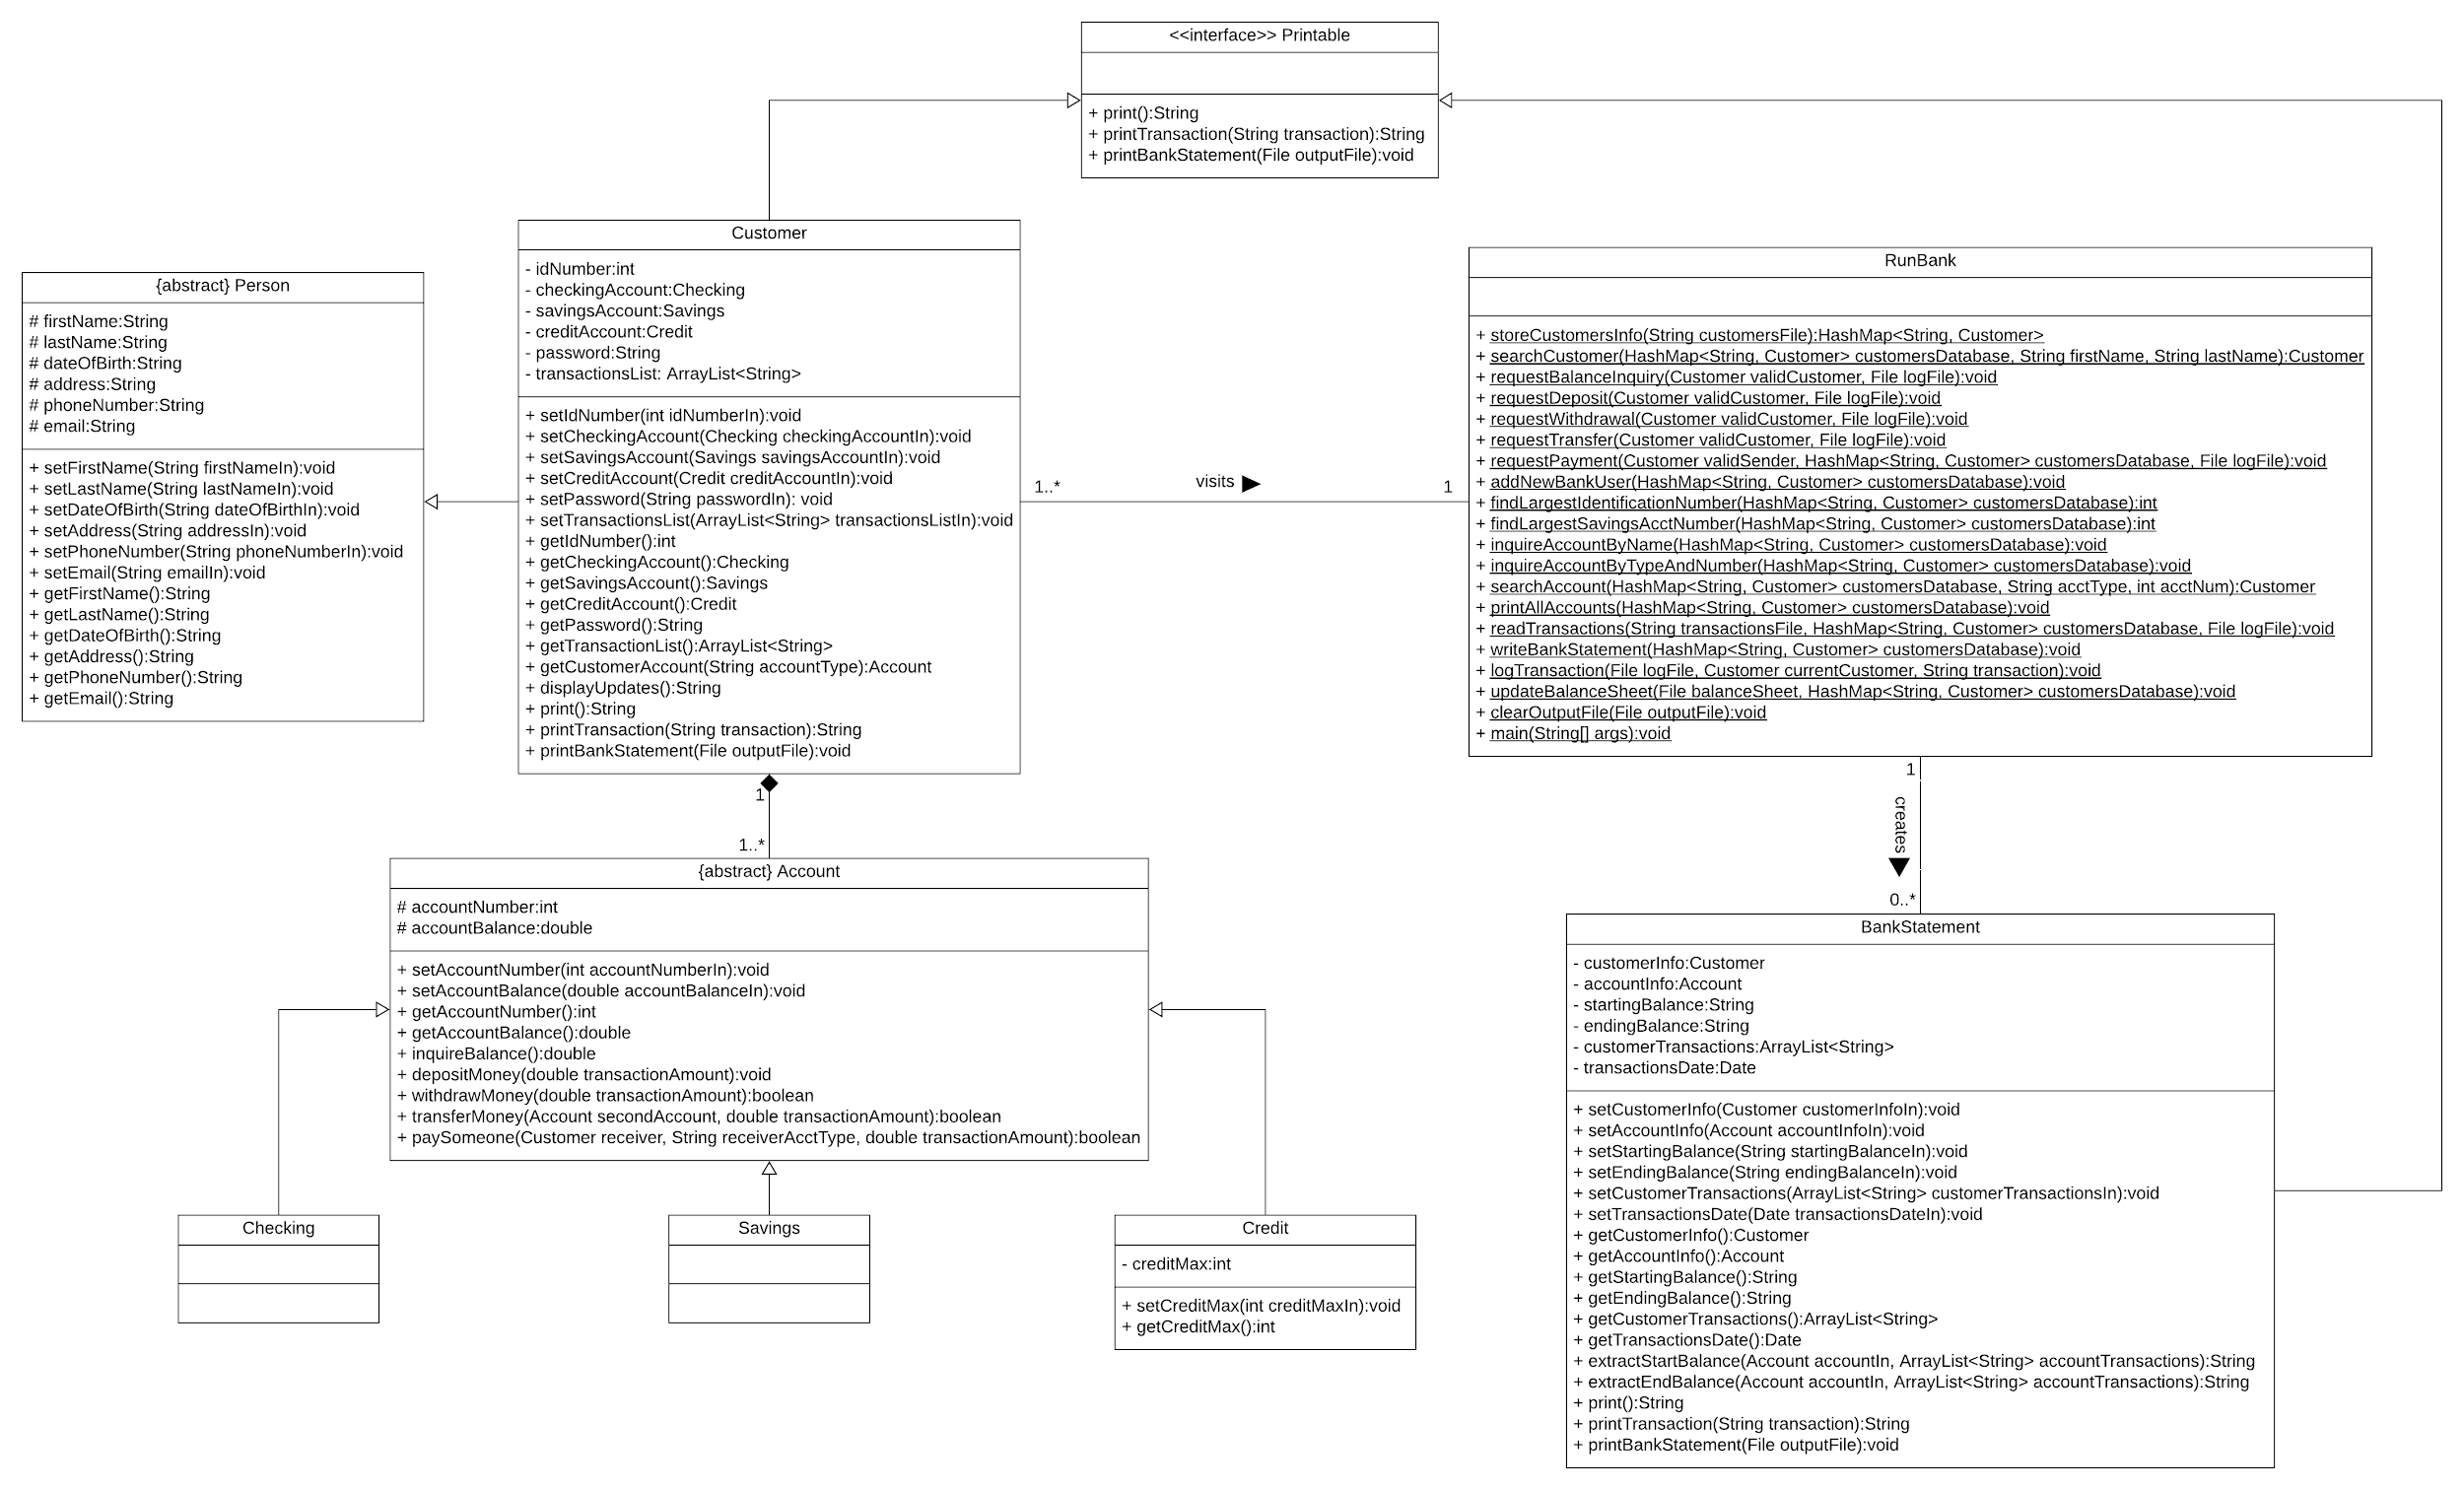 <<interface>> Printable
+ print():String
+ printTransaction(String transaction):String
+ printBankStatement(File outputFile):void
Customer
- idNumber:int
- checkingAccount:Checking
- savingsAccount:Savings
- creditAccount:Credit
- password:String
- transactionsList: ArrayList<String>
+ setIdNumber(int idNumberIn):void
+ setCheckingAccount(Checking checkingAccountIn):void
+ setSavingsAccount(Savings savingsAccountIn):void
+ setCreditAccount(Credit creditAccountIn):void
+ setPassword(String passwordIn): void
+ setTransactionsList(ArrayList<String> transactionsListIn):void
+ getIdNumber():int
+ getCheckingAccount():Checking
+ getSavingsAccount():Savings
+ getCreditAccount():Credit
+ getPassword():String
+ getTransactionList():ArrayList<String>
+ getCustomerAccount(String accountType):Account
+ displayUpdates():String
+ print():String
+ printTransaction(String transaction):String
+ printBankStatement(File outputFile):void
{abstract} Person
# firstName:String
# lastName:String
# dateOfBirth:String
# address:String
# phoneNumber:String
# email:String
+ setFirstName(String firstNameIn):void
+ setLastName(String lastNameIn):void
+ setDateOfBirth(String dateOfBirthIn):void
+ setAddress(String addressIn):void
+ setPhoneNumber(String phoneNumberIn):void
+ setEmail(String emailIn):void
+ getFirstName():String
+ getLastName():String
+ getDateOfBirth():String
+ getAddress():String
+ getPhoneNumber():String
+ getEmail():String
1..*
visits
1
RunBank
+ storeCustomersInfo(String customersFile):HashMap<String, Customer>
+ searchCustomer(HashMap<String, Customer> customersDatabase, String firstName, String lastName):Customer
+ requestBalanceInquiry(Customer validCustomer, File logFile):void
+ requestDeposit(Customer validCustomer, File logFile):void
+ requestWithdrawal(Customer validCustomer, File logFile):void
+ requestTransfer(Customer validCustomer, File logFile):void
+ requestPayment(Customer validSender, HashMap<String, Customer> customersDatabase, File logFile):void
+ addNewBankUser(HashMap<String, Customer> customersDatabase):void
+ findLargestIdentificationNumber(HashMap<String, Customer> customersDatabase):int
+ findLargestSavingsAcctNumber(HashMap<String, Customer> customersDatabase):int
+ inquireAccountByName(HashMap<String, Customer> customersDatabase):void
+ inquireAccountByTypeAndNumber(HashMap<String, Customer> customersDatabase):void
+ searchAccount(HashMap<String, Customer> customersDatabase, String acctType, int acctNum):Customer
+ printAllAccounts(HashMap<String, Customer> customersDatabase):void
+ readTransactions(String transactionsFile, HashMap<String, Customer> customersDatabase, File logFile):void
+ writeBankStatement(HashMap<String, Customer> customersDatabase):void
+ logTransaction(File logFile, Customer currentCustomer, String transaction):void
+ updateBalanceSheet(File balanceSheet, HashMap<String, Customer> customersDatabase):void
+ clearOutputFile(File outputFile):void
+ main(String[] args):void
1
1..*
{abstract} Account
# accountNumber:int
# accountBalance:double
+ setAccountNumber(int accountNumberIn):void
+ setAccountBalance(double accountBalanceIn):void
+ getAccountNumber():int
+ getAccountBalance():double
+ inquireBalance():double
+ depositMoney(double transactionAmount):void
+ withdrawMoney(double transactionAmount):boolean
+ transferMoney(Account secondAccount, double transactionAmount):boolean
+ paySomeone(Customer receiver, String receiverAcctType, double transactionAmount):boolean
1
creates
0..*
BankStatement
- customerInfo:Customer
- accountInfo:Account
- startingBalance:String
- endingBalance:String
- customerTransactions:ArrayList<String>
- transactionsDate:Date
+ setCustomerInfo(Customer customerInfoIn):void
+ setAccountInfo(Account accountInfoIn):void
+ setStartingBalance(String startingBalanceIn):void
+ setEndingBalance(String endingBalanceIn):void
+ setCustomerTransactions(ArrayList<String> customerTransactionsIn):void
+ setTransactionsDate(Date transactionsDateIn):void
+ getCustomerInfo():Customer
+ getAccountInfo():Account
+ getStartingBalance():String
+ getEndingBalance():String
+ getCustomerTransactions():ArrayList<String>
+ getTransactionsDate():Date
+ extractStartBalance(Account accountIn, ArrayList<String> accountTransactions):String
+ extractEndBalance(Account accountIn, ArrayList<String> accountTransactions):String
+ print():String
+ printTransaction(String transaction):String
+ printBankStatement(File outputFile):void
Checking
Savings
Credit
- creditMax:int
+ setCreditMax(int creditMaxIn):void
+ getCreditMax():int